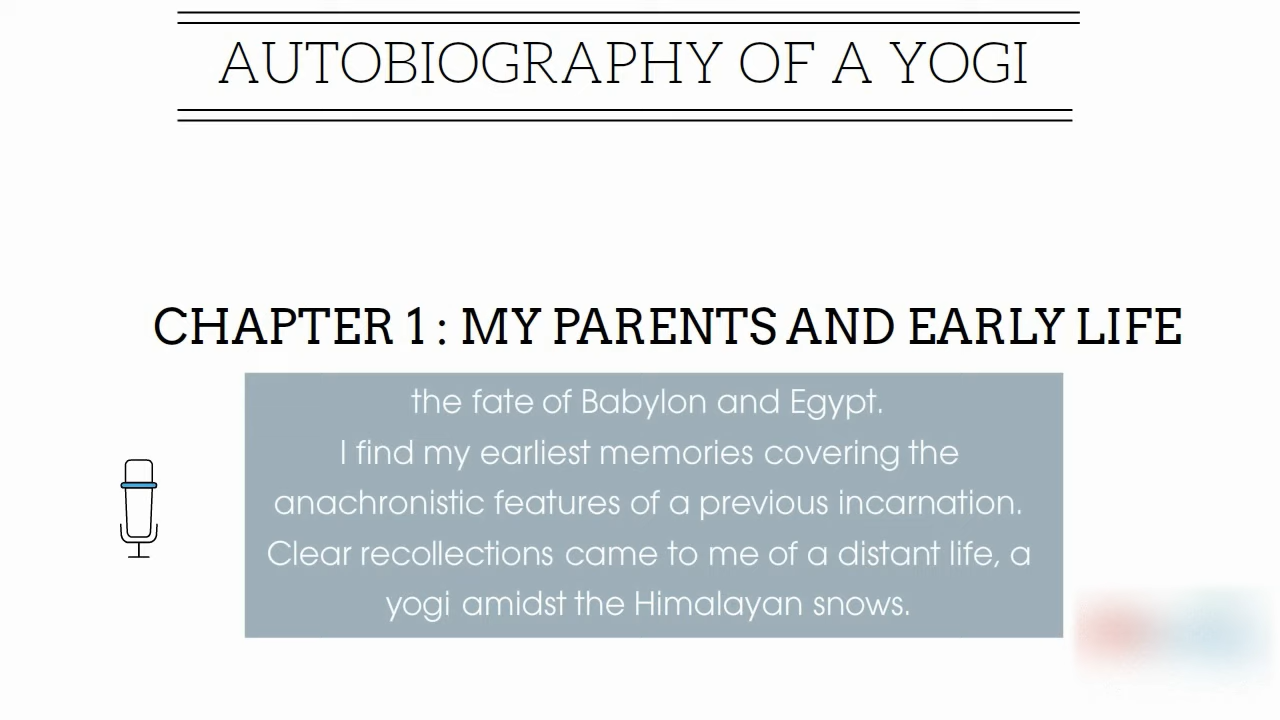 AUTOBIOGRAPHY OF A YOGI
CHAPTER 1 : MY PARENTS AND EARLY LIFE
the fate of Babylon and Egypt.
I find my earliest memories covering the
anachronistic features of a previous incarnation.
Clear recollections came to me of a distant life, a
yogi amidst the Himalayan snows.